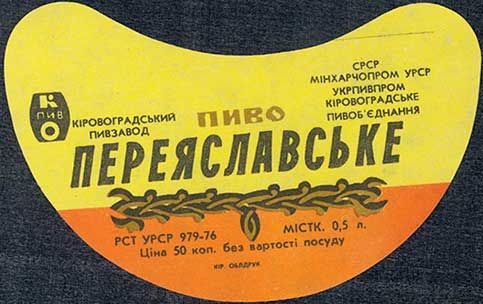 К
ПИВ
О
КІРОВОГРАДСЬКИЙ
ПИВЗАВОД
СРСР
МІНХАРЧОПРОМ УРСР
УКРПИВПРОМ
КІРОВОГРАДСЬКЕ
ПИВОБ'ЄДНАННЯ
ПИВО
ПЕРЕЯСЛАВСЬКЕ
РСТ УРСР 979-76 МІСТК. 0,5 л.
Ціна 50 коп. без вартості посуду
КІР. ОБЛДРУК.